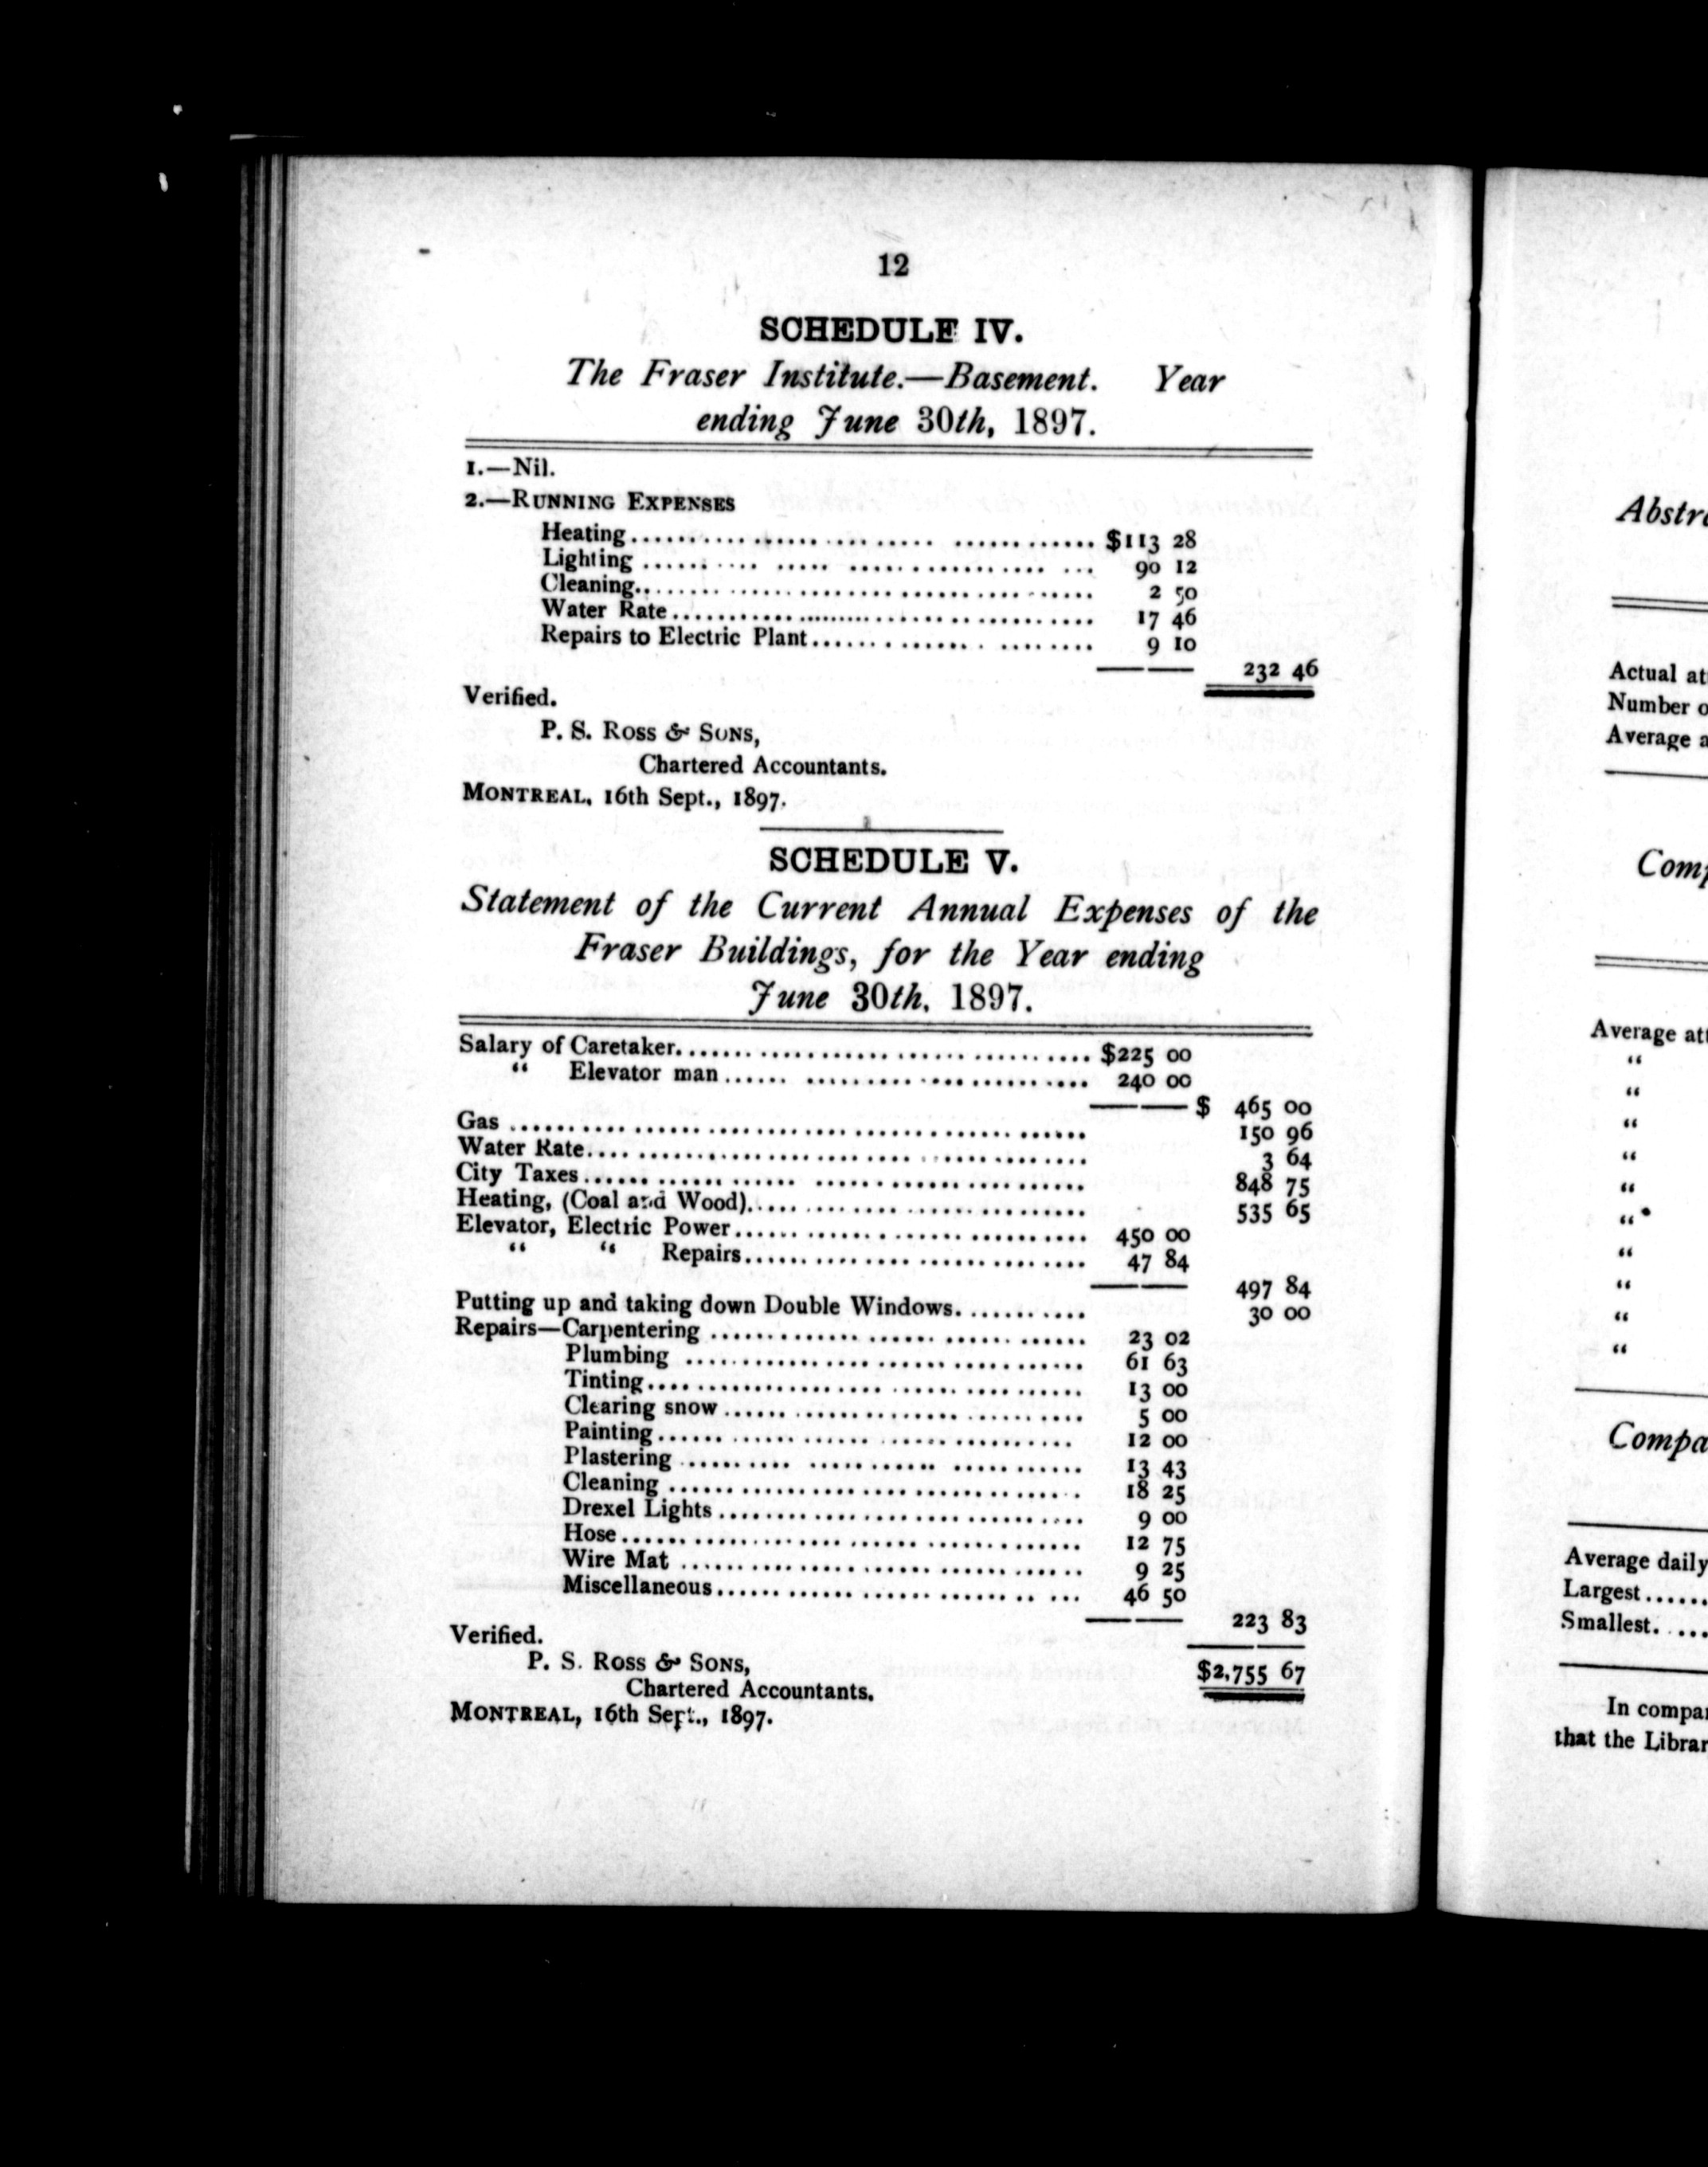 12
SCHEDULE IV.
The Fraser Institute.—Basement. Year
ending June 30th, 1897.
1.—Nil.
2.—RUNNING EXPENSES
Heating........................................ $113 28
Lighting ........................................ 90 12
Cleaning........................................ 2 50
Water Rate........................................ 17 46
Repairs to Electric Plant........................ 9 10
232 46
Verified.
P. S. Ross & SONS,
Chartered Accountants.
MONTREAL, 16th Sept., 1897.
SCHEDULE V.
Statement of the Current Annual Expenses of the
Fraser Buildings, for the Year ending
June 30th, 1897.
Salary of Caretaker........................................ $225 00
“ Elevator man........................................ 240 00
$ 465 00
Gas ........................................ 150 96
Water Rate........................................ 3 64
City Taxes........................................ 848 75
Heating, (Coal and Wood)........................................ 535 65
Elevator, Electric Power........................................ 450 00
“ “ Repairs........................................ 47 84
497 84
Putting up and taking down Double Windows............ 30 00
Repairs—Carpentering ........................................ 23 02
Plumbing ........................................ 61 63
Tinting........................................ 13 00
Clearing snow........................................ 5 00
Painting........................................ 12 00
Plastering ........................................ 13 43
Cleaning ........................................ 18 25
Drexel Lights........................................ 9 00
Hose........................................ 12 75
Wire Mat ........................................ 9 25
Miscellaneous........................................ 46 50
223 83
Verified.
$2,755 67
P. S. Ross & SONS,
Chartered Accountants.
MONTREAL, 16th Sept., 1897.
Actual
Number
Average
Average
“
“
“
“
“
“
“
“
“
“
Average daily
Largest......
Smallest.....
In
that the